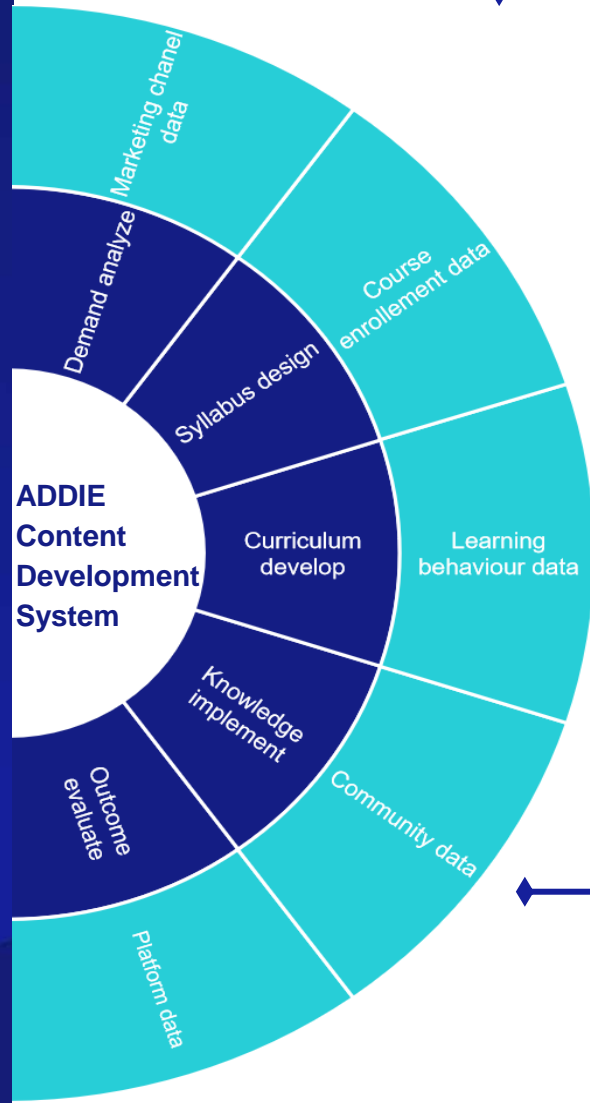 Marketing chanel
data
Demand analyze
Course
enrollement data
Syllabus design
ADDIE
Content
Development
System
Curriculum
develop
Learning
behaviour data
Knowledge
implement
Community data
Outcome
evaluate
Platform data